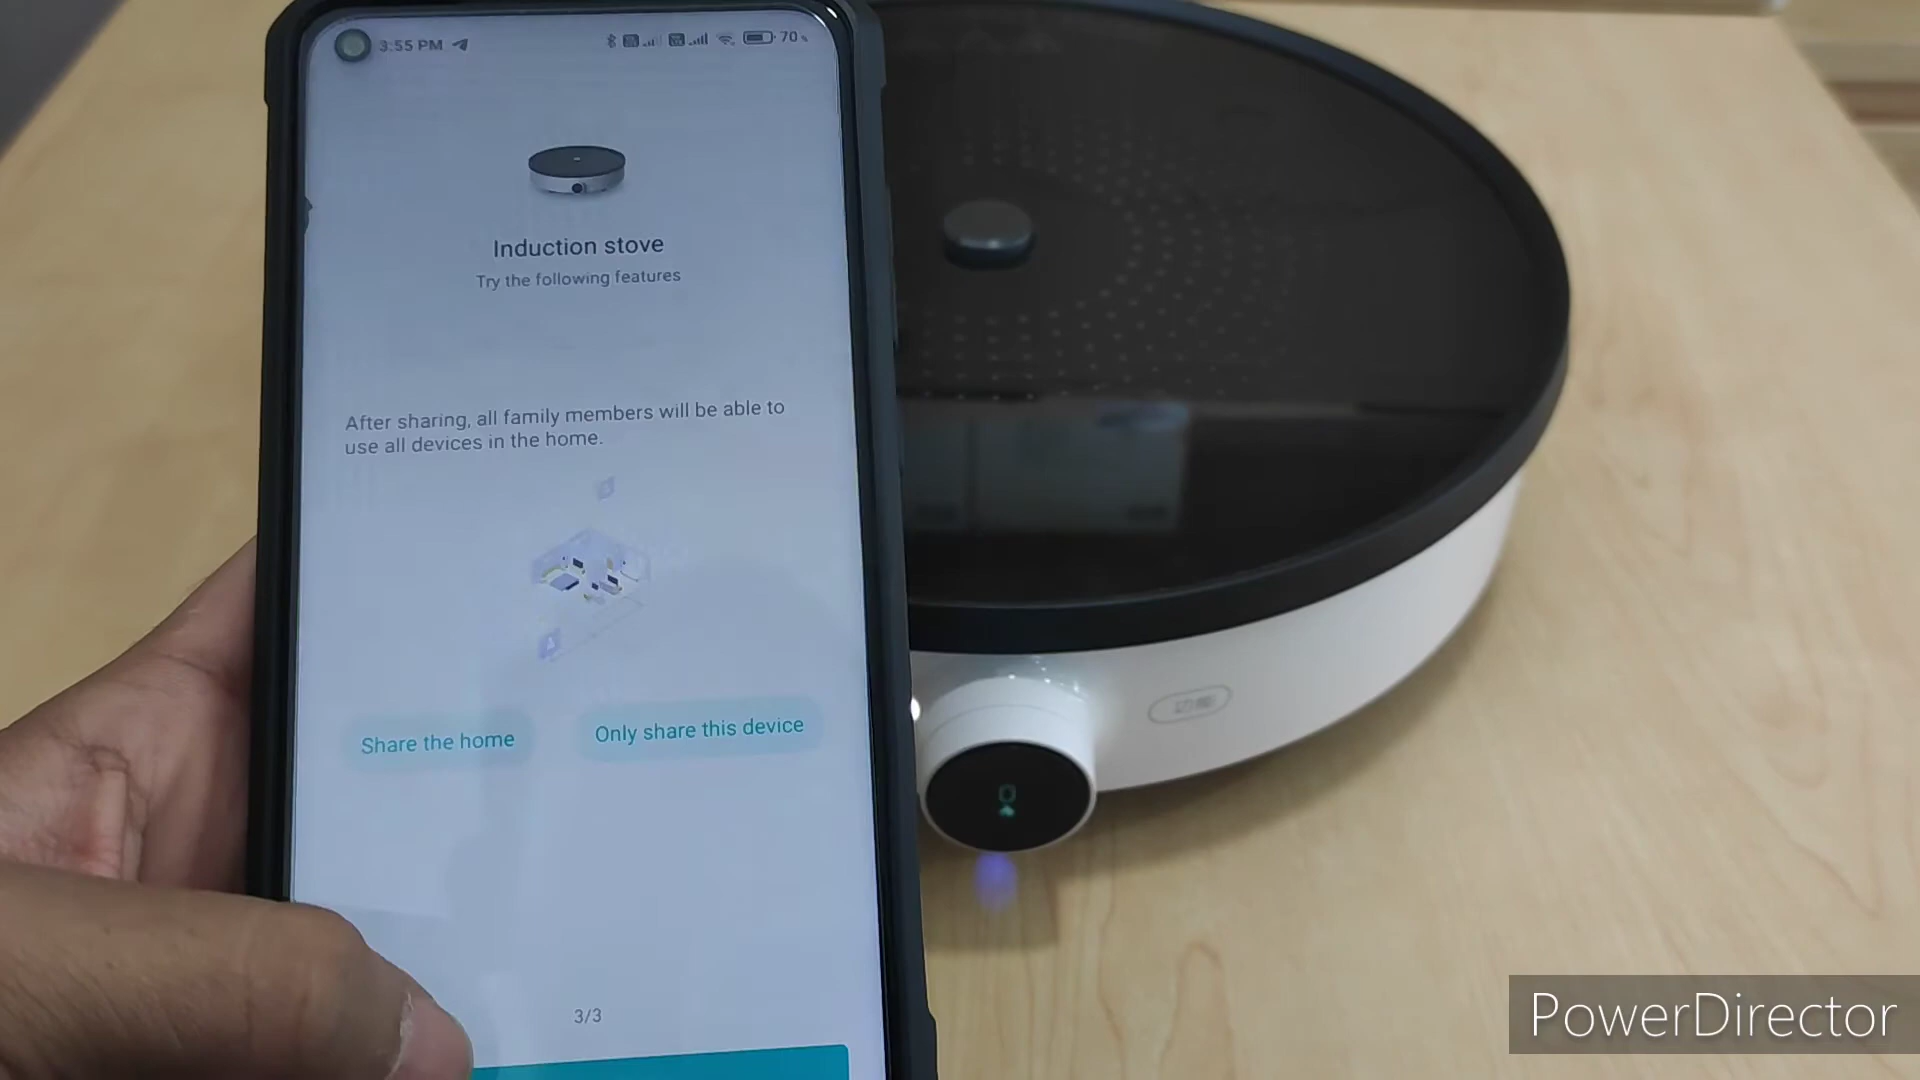 3:55 PM
70
Induction stove
Try the following features
After sharing, all family members will be able to
use all devices in the home.
Share the home
Only share this device
3/3
0
PowerDirector